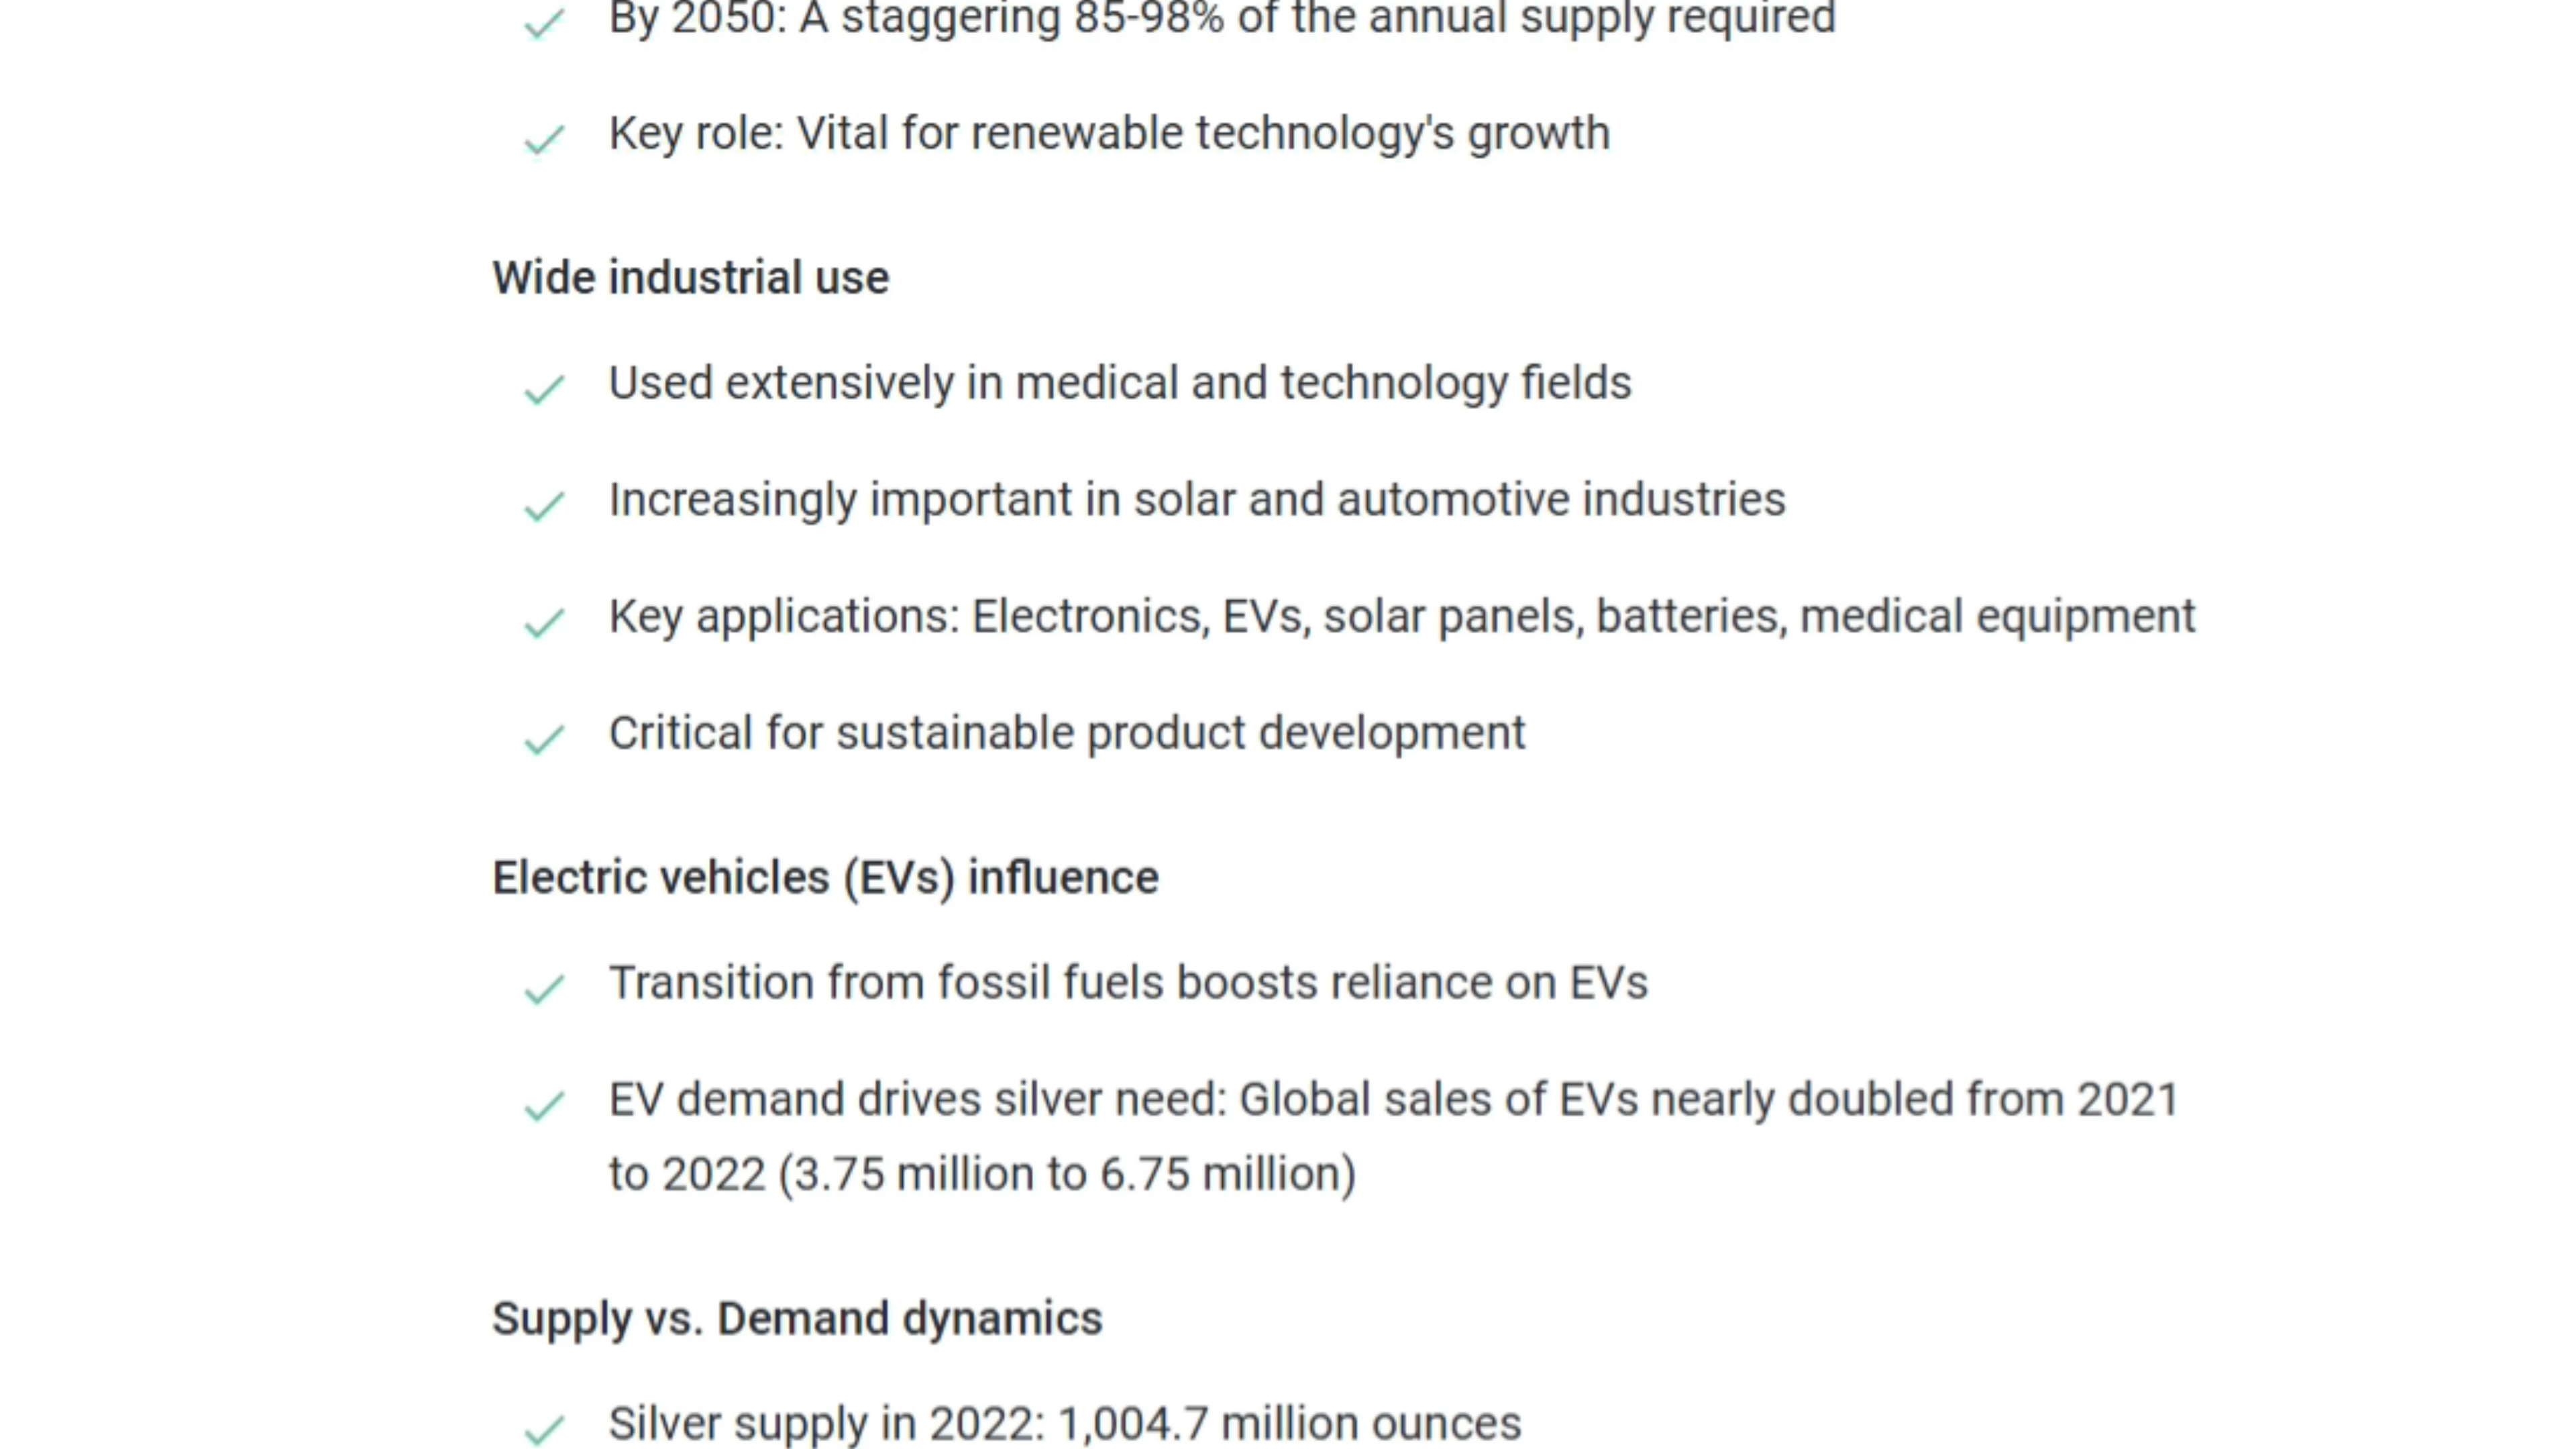 By 2050: A staggering 85-98% of the annual supply required
Key role: Vital for renewable technology's growth
Wide industrial use
Used extensively in medical and technology fields
Increasingly important in solar and automotive industries
Key applications: Electronics, EVs, solar panels, batteries, medical equipment
Critical for sustainable product development
Electric vehicles (EVs) influence
Transition from fossil fuels boosts reliance on EVs
EV demand drives silver need: Global sales of EVs nearly doubled from 2021
to 2022 (3.75 million to 6.75 million)
Supply vs. Demand dynamics
Silver supply in 2022: 1,004.7 million ounces